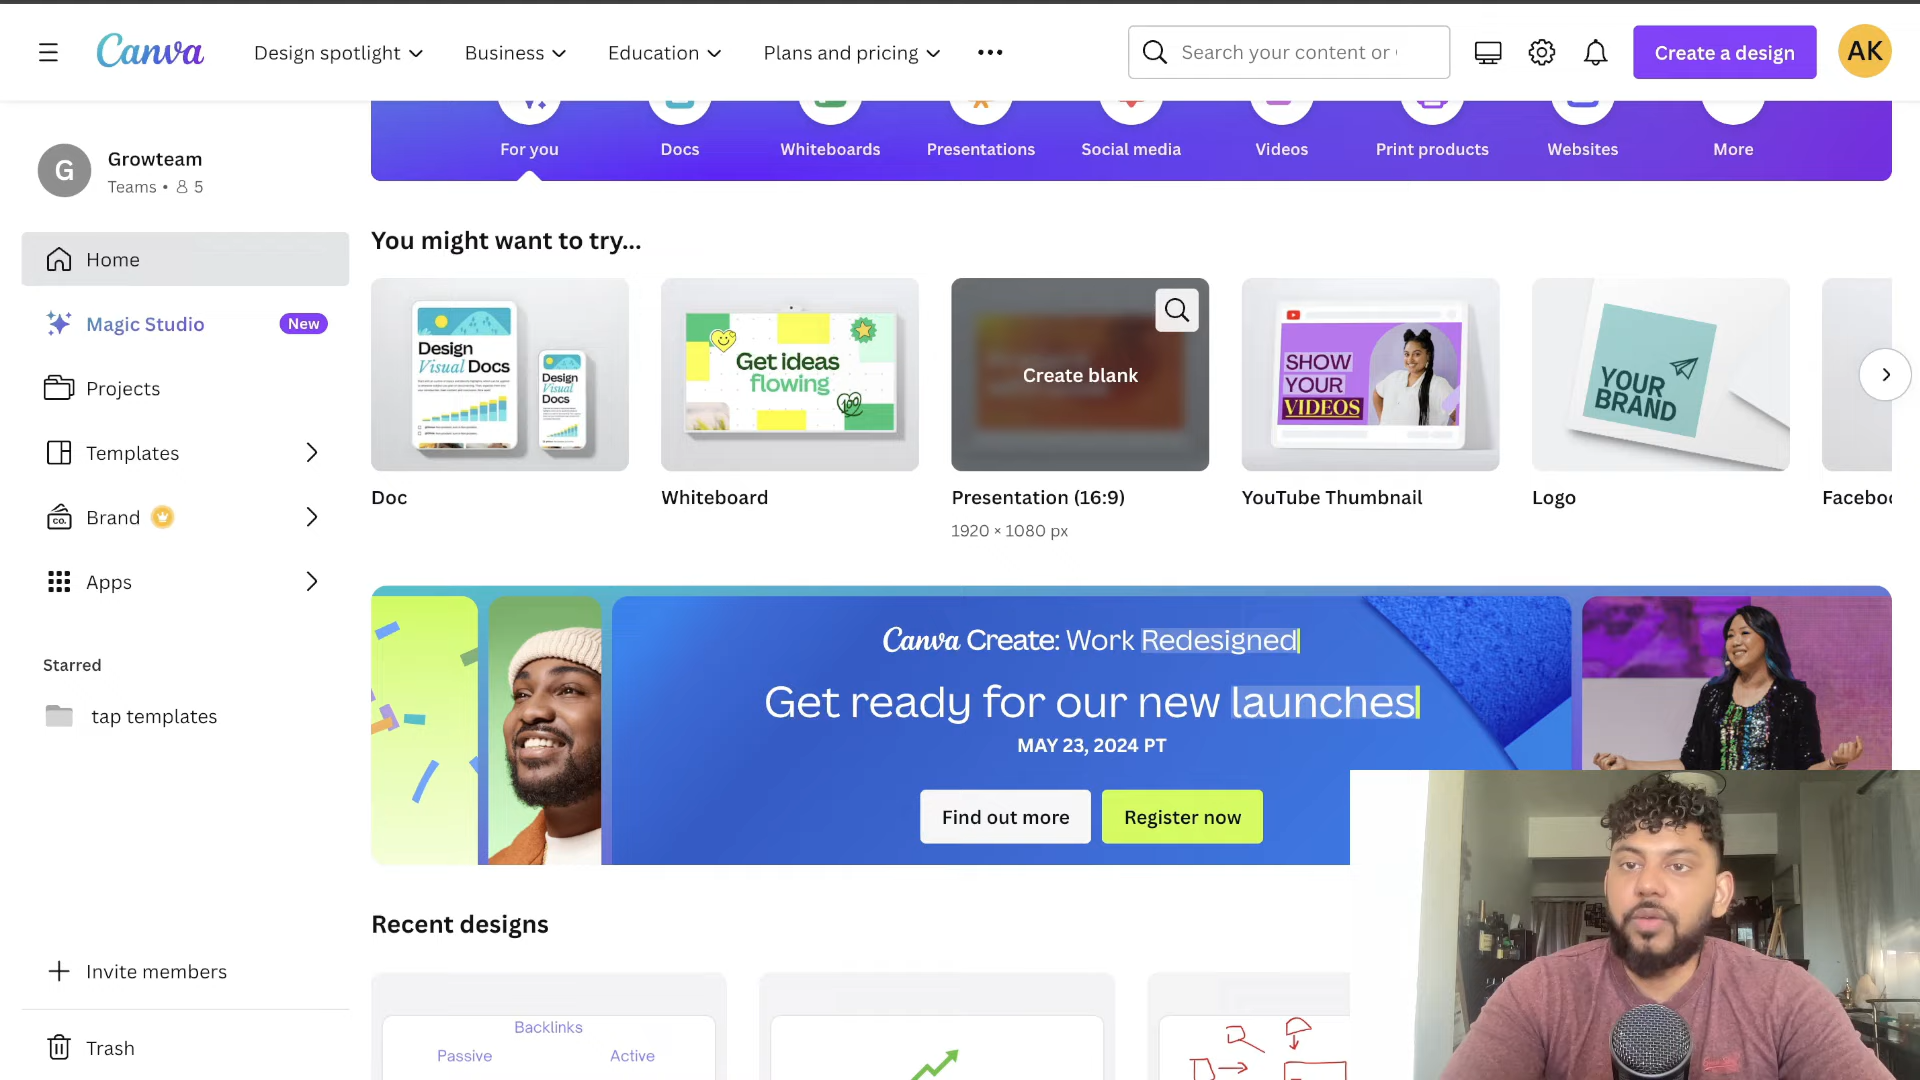 Canva
Design spotlight
Business
Education
Plans and pricing
Search your content or
Create a design
AK
For you
Docs
Whiteboards
Presentations
Social media
Videos
Print products
Websites
More
G
Growteam
Teams • 5
Home
Magic Studio
New
Projects
Templates
co.
Brand
Apps
Starred
tap templates
Invite members
Trash
You might want to try...
Design
Visual Docs
Design
Visual
Docs
Get ideas
flowing
100
Create blank
SHOW
YOUR
VIDEOS
YOUR
BRAND
Doc
Whiteboard
Presentation (16:9)
1920 × 1080 px
YouTube Thumbnail
Logo
Facebo
Canva Create: Work Redesigned
Get ready for our new launches
MAY 23, 2024 PT
Find out more
Register now
Recent designs
Backlinks
Passive
Active